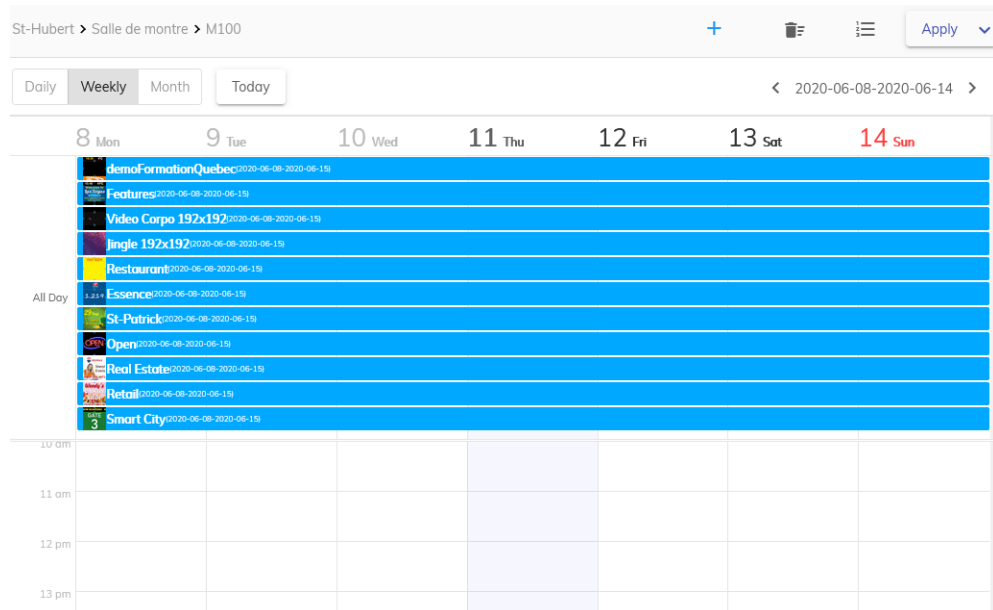 St-Hubert > Salle de montre > M100
+
Apply
Daily Weekly Month Today
< 2020-06-08-2020-06-14 >
8 Mon 9 Tue 10 Wed 11 Thu 12 Fri 13 Sat 14 Sun
demoFormationQuebec(2020-06-08-2020-06-15)
Features(2020-06-08-2020-06-15)
Video Corpo 192x192(2020-06-08-2020-06-15)
Jingle 192x192(2020-06-08-2020-06-15)
Restaurant(2020-06-08-2020-06-15)
All Day
1.214 Essence(2020-06-08-2020-06-15)
St-Patrick(2020-06-08-2020-06-15)
OPEN Open(2020-06-08-2020-06-15)
Real Estate(2020-06-08-2020-06-15)
Retail(2020-06-08-2020-06-15)
GATE 3 Smart City(2020-06-08-2020-06-15)
10 am
11 am
12 pm
13 pm